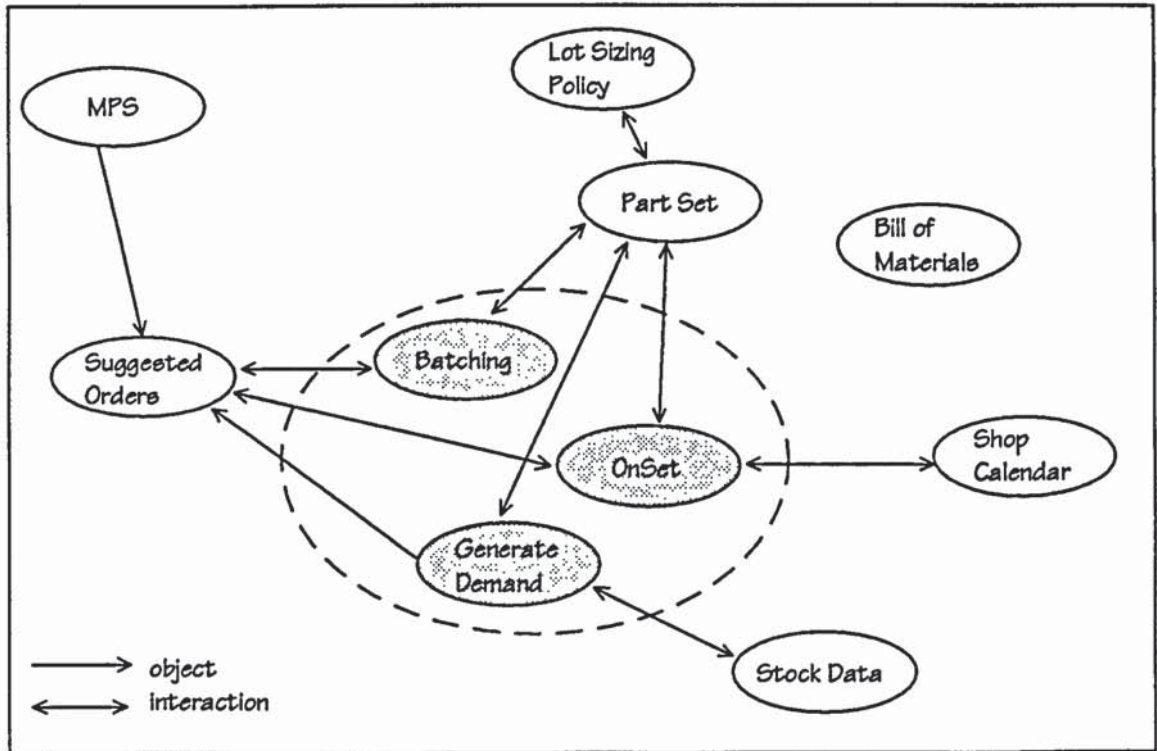 Lot Sizing
Policy
MPS
Part Set
Bill of
Materials
Batching
Suggested
Orders
OnSet
Shop
Calendar
Generate
Demand
Stock Data
object
interaction